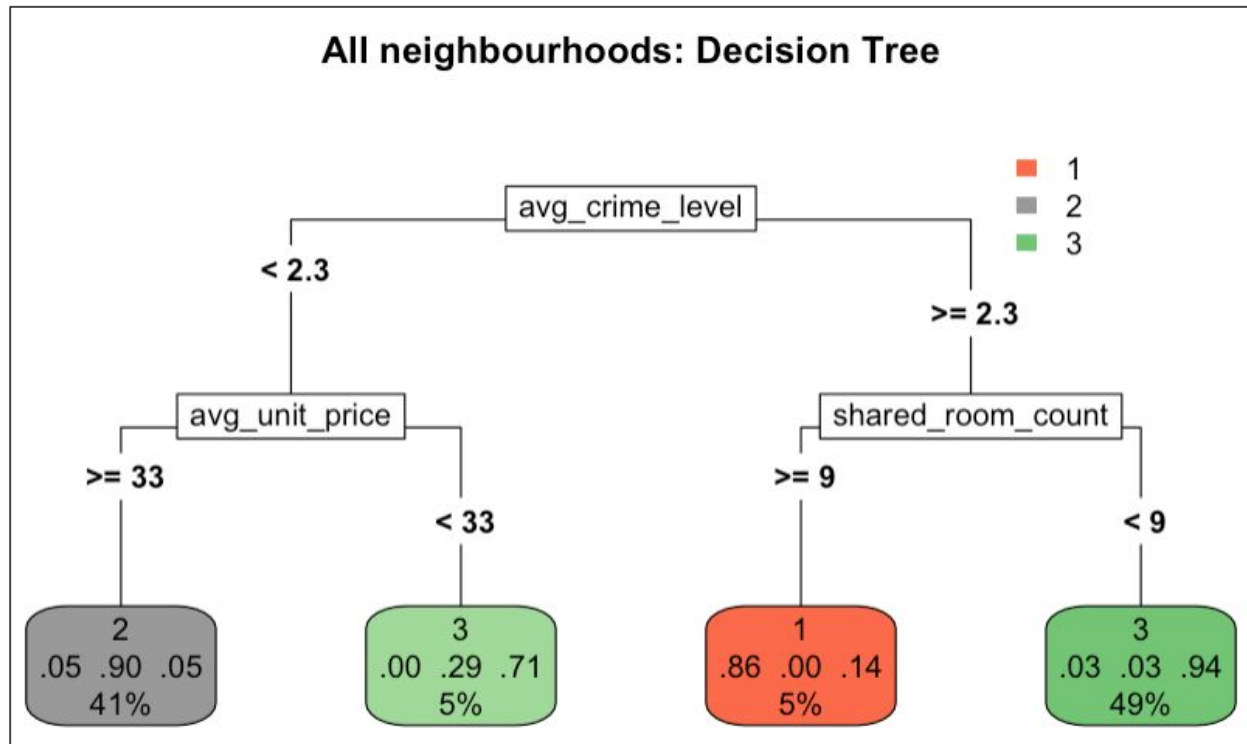 All neighbourhoods: Decision Tree
1
2
3
avg_crime_level
< 2.3
>= 2.3
avg_unit_price
shared_room_count
>= 33
< 33
>= 9
< 9
2
.05 .90 .05
41%
3
.00 .29 .71
5%
1
.86 .00 .14
5%
3
.03 .03 .94
49%